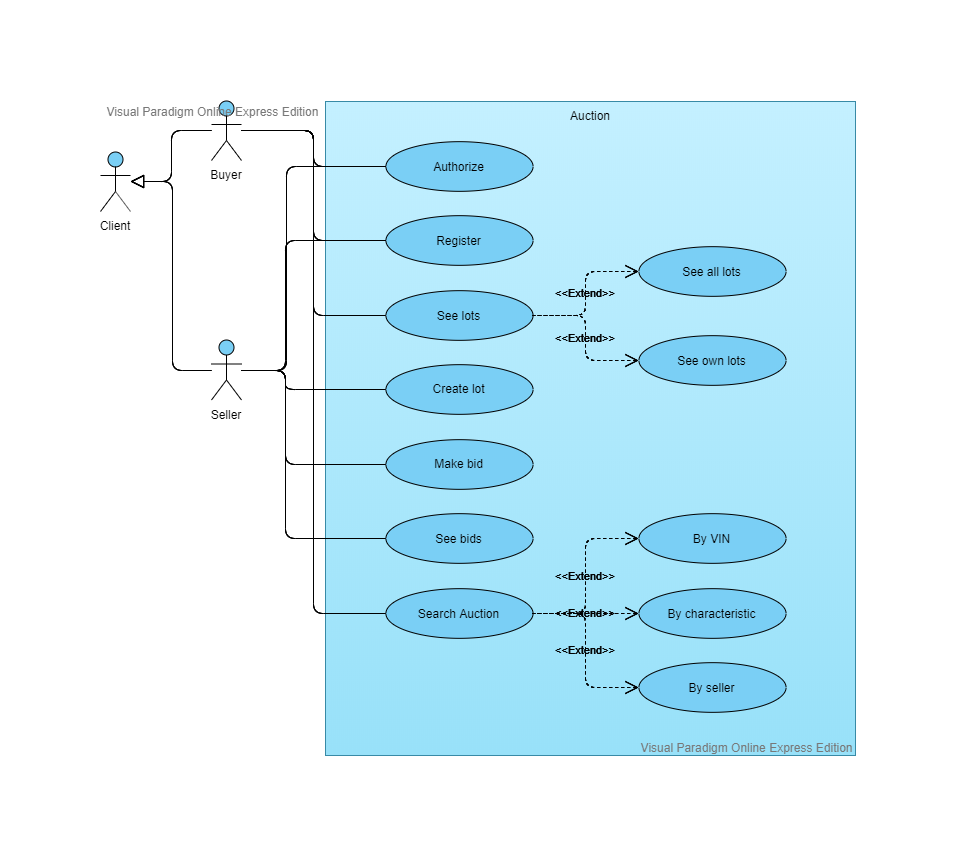 Visual Paradigm Online Express Edition
Auction
Buyer
Client
Authorize
Register
See all lots
<<Extend>>
See lots
<<Extend>>
See own lots
Seller
Create lot
Make bid
See bids
By VIN
<<Extend>>
Search Auction
<<Extend>>
By characteristic
<<Extend>>
By seller
Visual Paradigm Online Express Edition